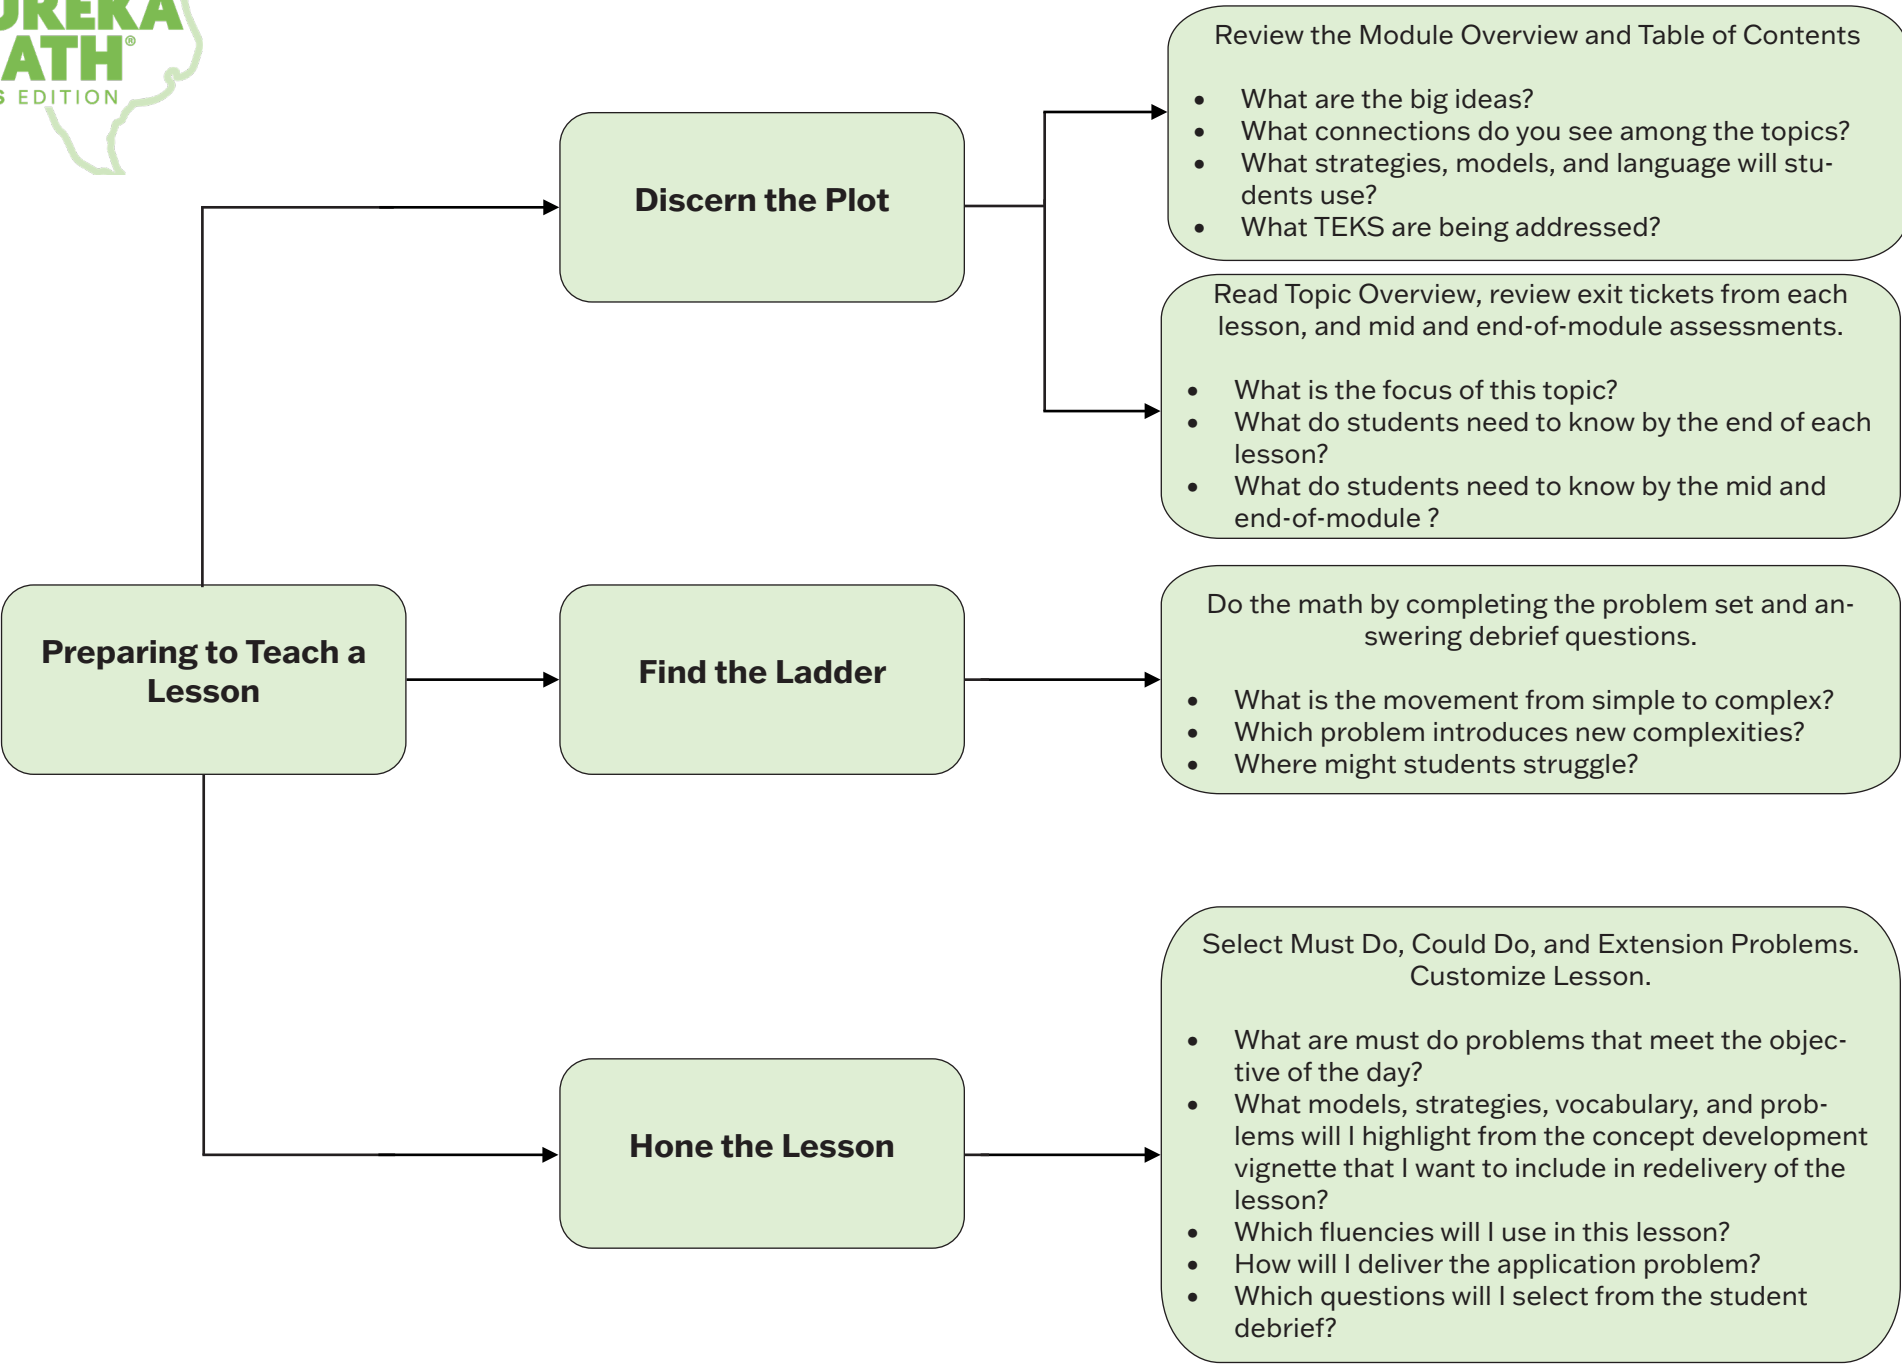 UREKA
ATH®
S EDITION
Review the Module Overview and Table of Contents
• What are the big ideas?
• What connections do you see among the topics?
• What strategies, models, and language will stu-
dents use?
• What TEKS are being addressed?
Discern the Plot
Read Topic Overview, review exit tickets from each
lesson, and mid and end-of-module assessments.
• What is the focus of this topic?
• What do students need to know by the end of each
lesson?
• What do students need to know by the mid and
end-of-module ?
Preparing to Teach a
Lesson
Find the Ladder
Do the math by completing the problem set and an-
swering debrief questions.
• What is the movement from simple to complex?
• Which problem introduces new complexities?
• Where might students struggle?
Hone the Lesson
Select Must Do, Could Do, and Extension Problems.
Customize Lesson.
• What are must do problems that meet the objec-
tive of the day?
• What models, strategies, vocabulary, and prob-
lems will I highlight from the concept development
vignette that I want to include in redelivery of the
lesson?
• Which fluencies will I use in this lesson?
• How will I deliver the application problem?
• Which questions will I select from the student
debrief?